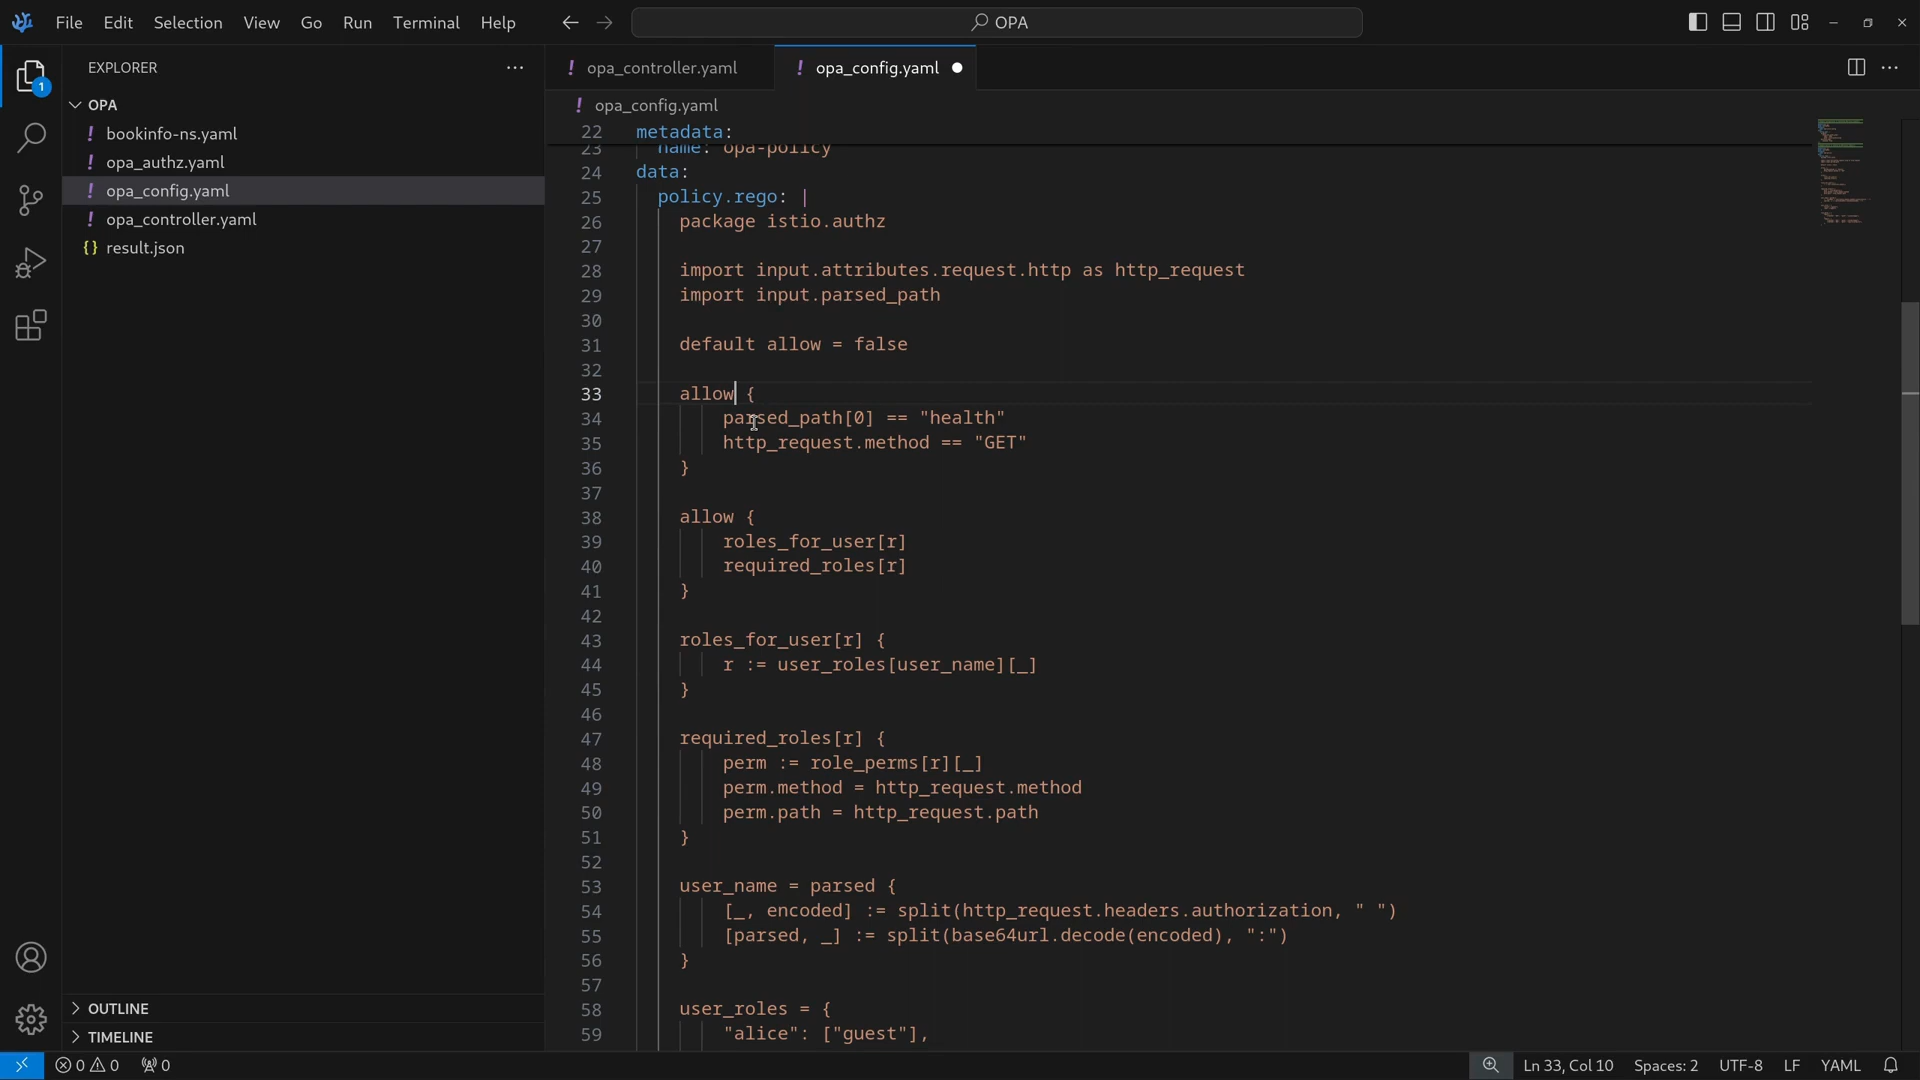 File Edit Selection View Go Run Terminal Help
OPA
EXPLORER
1
OPA
bookinfo-ns.yaml
opa_authz.yaml
opa_config.yaml
opa_controller.yaml
{} result.json
OUTLINE
TIMELINE
! opa_controller.yaml
! opa_config.yaml
! opa_config.yaml
22 metadata:
23 name: opa-policy
24 data:
25 policy.rego: |
26 package istio.authz
27
28 import input.attributes.request.http as http_request
29 import input.parsed_path
30
31 default allow = false
32
33 allow {
34 parsed_path[0] == "health"
35 http_request.method == "GET"
36 }
37
38 allow {
39 roles_for_user[r]
40 required_roles[r]
41 }
42
43 roles_for_user[r] {
44 r := user_roles[user_name][_]
45 }
46
47 required_roles[r] {
48 perm := role_perms[r][_]
49 perm.method = http_request.method
50 perm.path = http_request.path
51 }
52
53 user_name = parsed {
54 [_, encoded] := split(http_request.headers.authorization, " ")
55 [parsed, _] := split(base64url.decode(encoded), ":")
56 }
57
58 user_roles = {
59 "alice": ["guest"],
0 0 0
Ln 33, Col 10 Spaces: 2 UTF-8 LF YAML